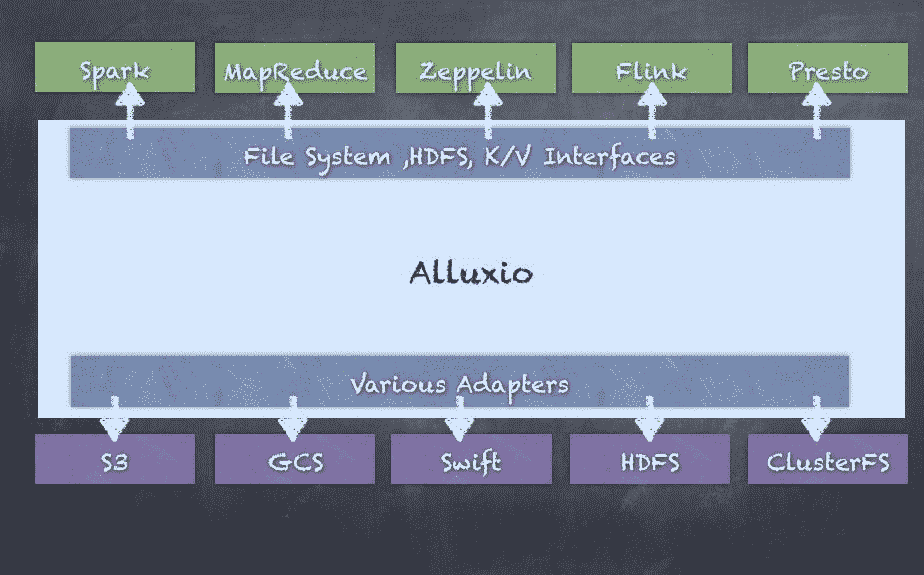 Spark
MapReduce
Zeppelin
Flink
Presto
File System ,HDFS, K/V Interfaces
Alluxio
Various Adapters
S3
GCS
Swift
HDFS
ClusterFS